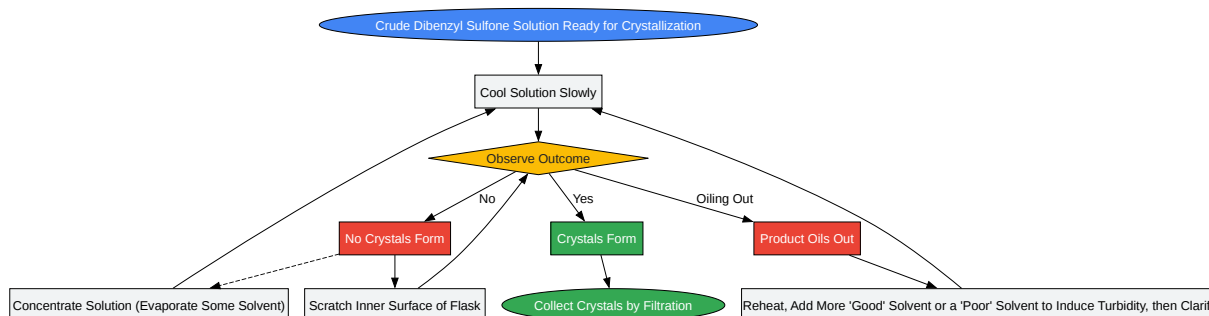 Crude Dibenzyl Sulfone Solution Ready for Crystallization
Cool Solution Slowly
Observe Outcome
No
Yes
Oiling Out
No Crystals Form
Crystals Form
Product Oils Out
Concentrate Solution (Evaporate Some Solvent)
Scratch Inner Surface of Flask
Collect Crystals by Filtration
Reheat, Add More 'Good' Solvent or a 'Poor' Solvent to Induce Turbidity, then Clarif